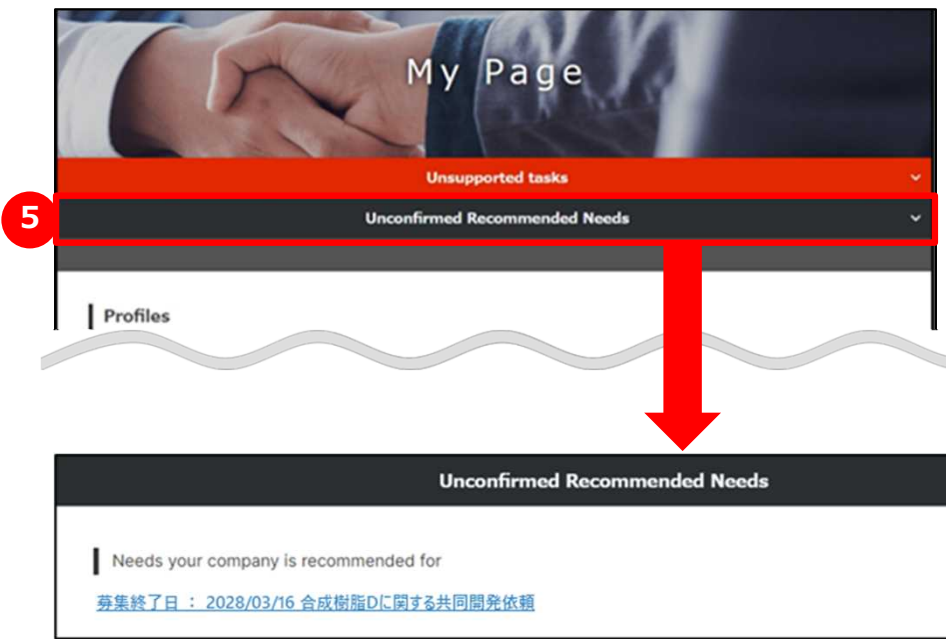 My Page
Unsupported tasks
5
Unconfirmed Recommended Needs
Profiles
Unconfirmed Recommended Needs
Needs your company is recommended for
募集終了日 : 2028/03/16 合成樹脂Dに関する共同開発依頼